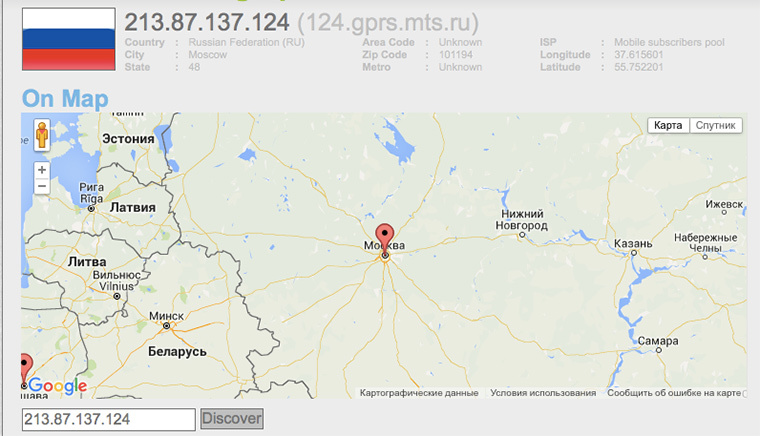 213.87.137.124 (124.gprs.mts.ru)
Country : Russian Federation (RU) Area Code : Unknown ISP : Mobile subscribers pool
City : Moscow Zip Code : 101194 Longitude : 37.615601
State : 48 Metro : Unknown Latitude : 55.752201
On Map
Эстония
Карта Спутник
+
−
Рига
Rīga
Латвия
Ижевск
Нижний
Новгород
Москва
Казань
Набережные
Челны
Литва
Вильнюс
Vilnius
Минск
Беларусь
Самара
Google
шава
Картографические данные Условия использования Сообщить об ошибке на карте
213.87.137.124 Discover